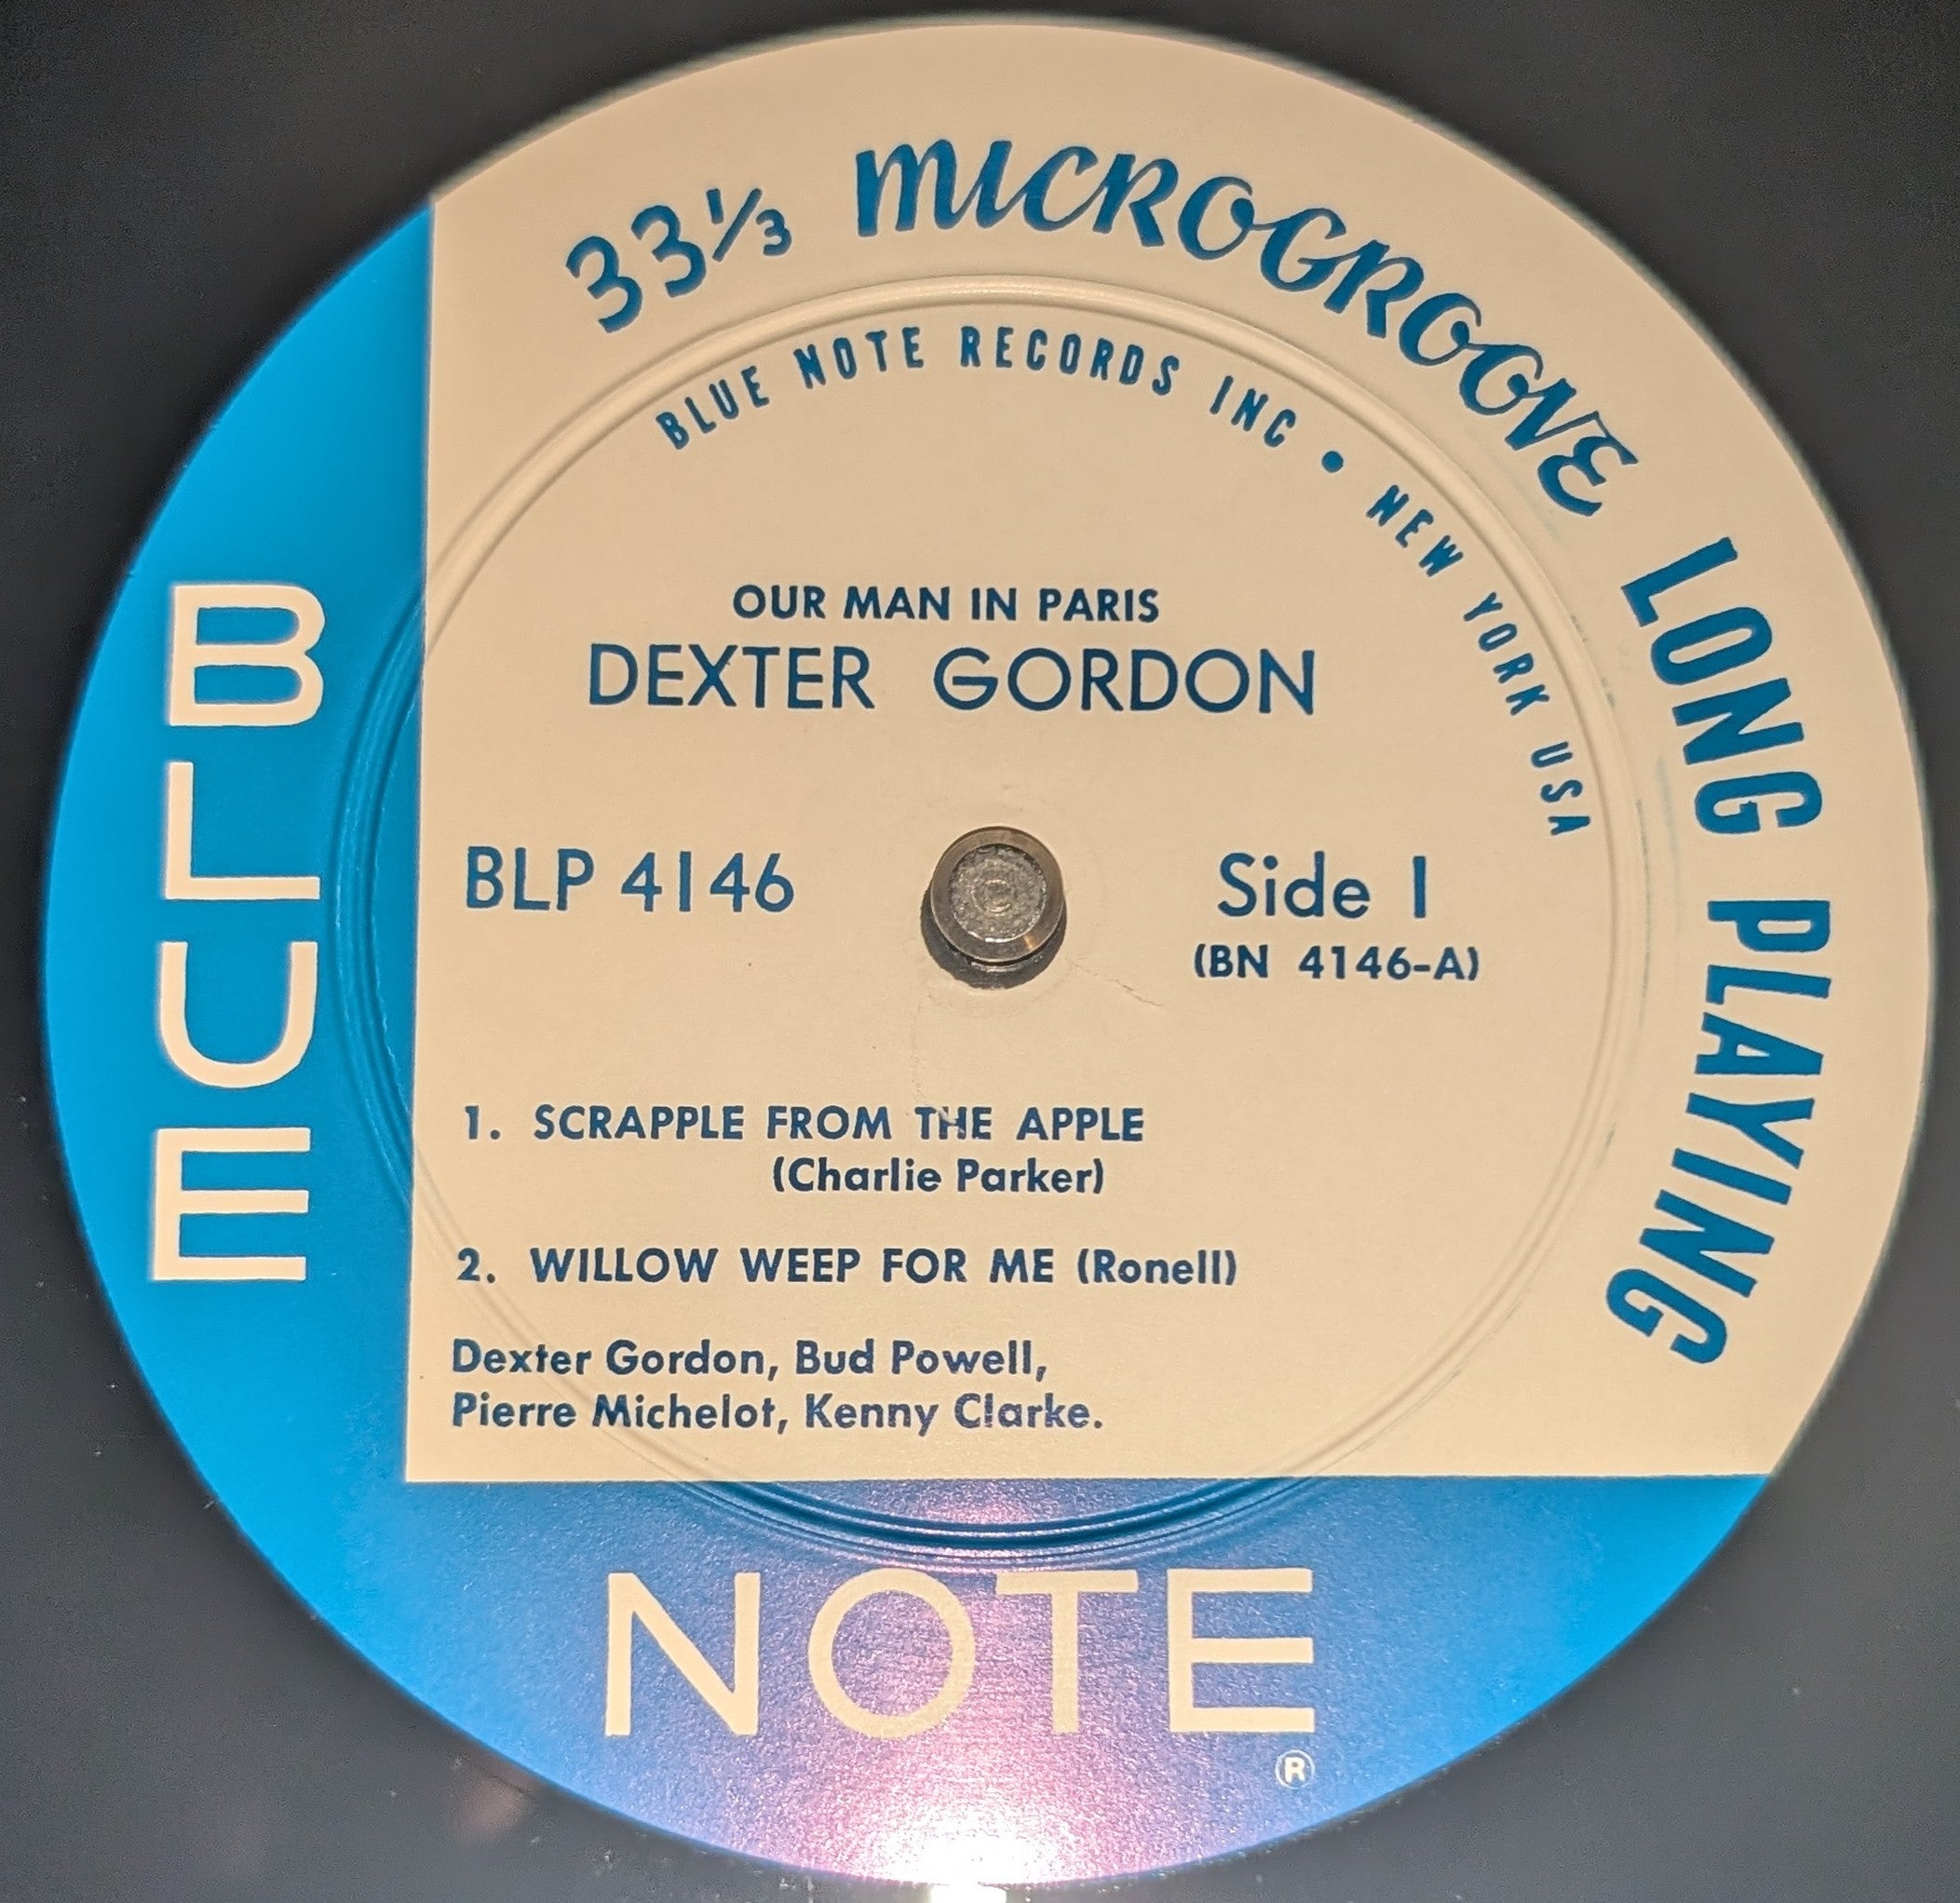 33⅓ MICROGROOVE LONG PLAYING
BLUE NOTE RECORDS INC • NEW YORK USA
OUR MAN IN PARIS
DEXTER GORDON
BLP 4146
Side 1
(BN 4146-A)
1. SCRAPPLE FROM THE APPLE
(Charlie Parker)
2. WILLOW WEEP FOR ME (Ronell)
Dexter Gordon, Bud Powell,
Pierre Michelot, Kenny Clarke.
BLUE
NOTE
®